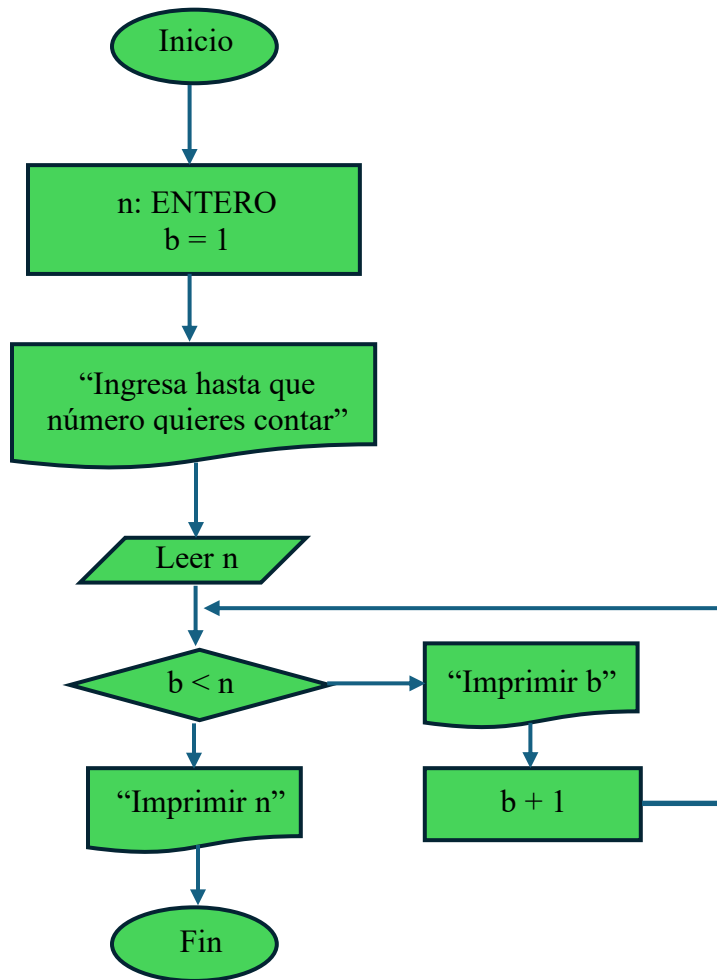 Inicio
n: ENTERO
b = 1
“Ingresa hasta que
número quieres contar”
Leer n
b < n
“Imprimir b”
“Imprimir n”
b + 1
Fin